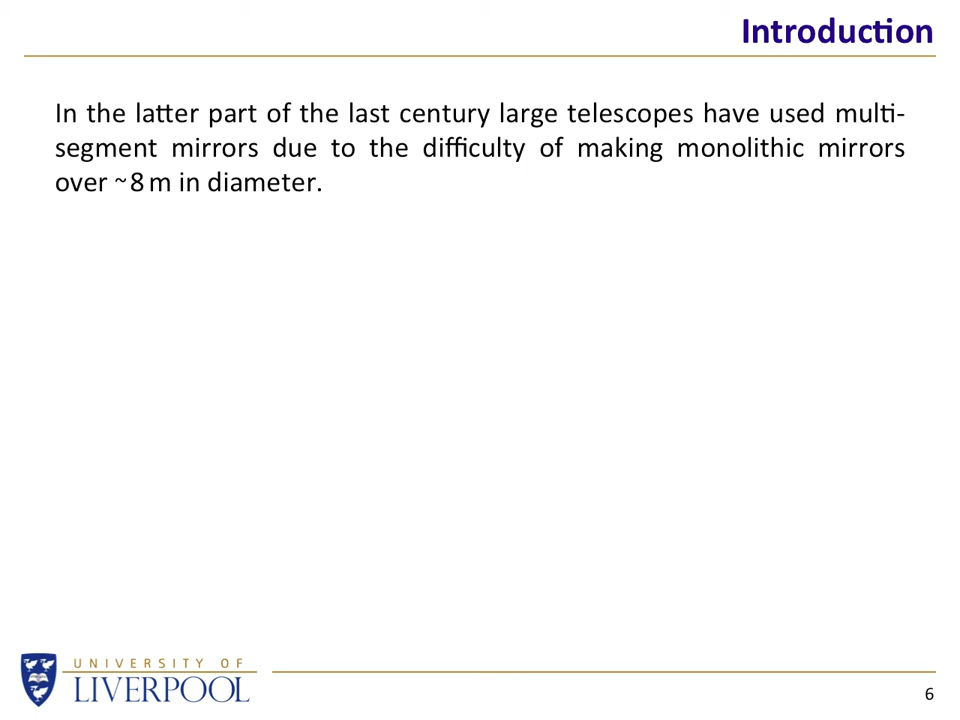 Introduction
In the latter part of the last century large telescopes have used multi-
segment mirrors due to the difficulty of making monolithic mirrors
over ~8 m in diameter.
UNIVERSITY OF
LIVERPOOL
6